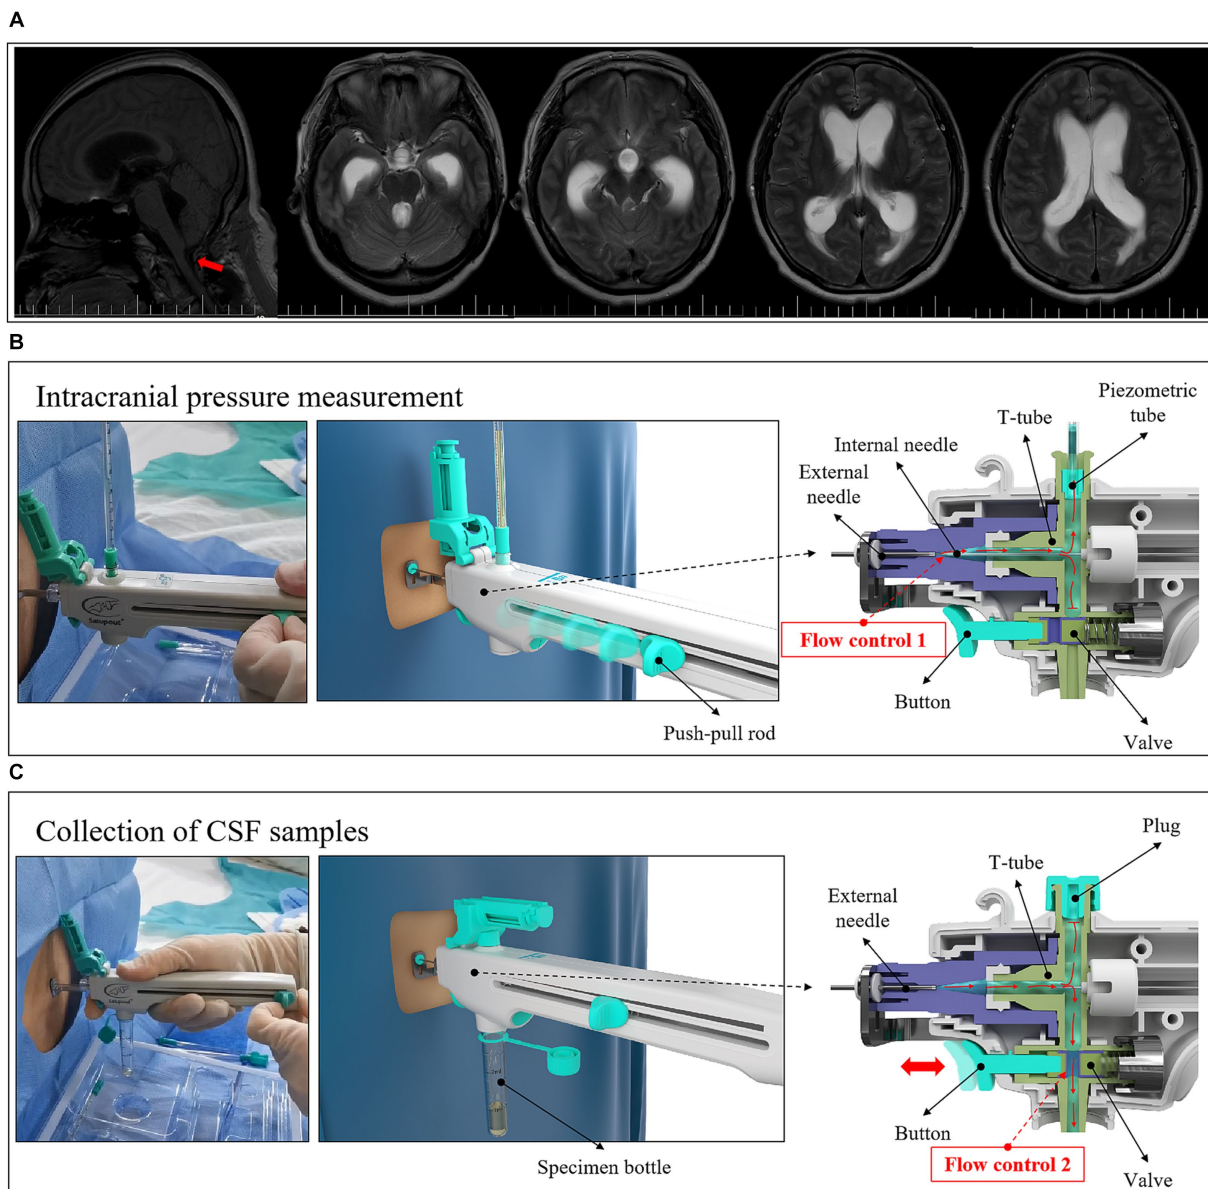 A
B
Intracranial pressure measurement
Piezometric
tube
T-tube
Internal needle
External
needle
Flow control 1
Button
Valve
Push-pull rod
C
Collection of CSF samples
Plug
T-tube
External
needle
Button
Flow control 2
Valve
Specimen bottle